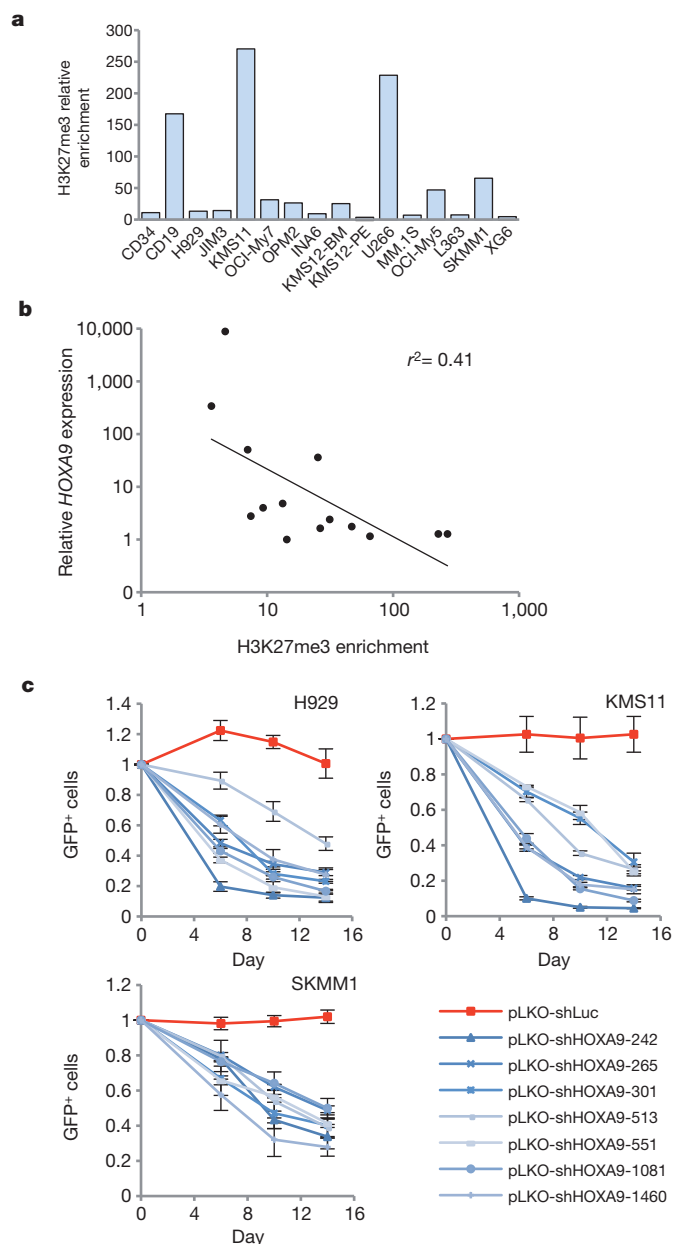 a
H3K27me3 relative
enrichment
300
250
200
150
100
50
0
CD34
CD19
H929
JIM3
KMS11
OCI-My7
OPM2
INA6
KMS12-BM
KMS12-PE
U266
MM.1S
OCI-My5
L363
SKMM1
XG6
b
Relative HOXA9 expression
10,000
1,000
100
10
1
0
r²= 0.41
1
10
100
1,000
H3K27me3 enrichment
c
H929
GFP⁺ cells
1.4
1.2
1
0.8
0.6
0.4
0.2
0
0 4 8 12 16
Day
KMS11
GFP⁺ cells
1.2
1
0.8
0.6
0.4
0.2
0
0 4 8 12 16
Day
SKMM1
GFP⁺ cells
1.2
1
0.8
0.6
0.4
0.2
0
0 4 8 12 16
Day
pLKO-shLuc
pLKO-shHOXA9-242
pLKO-shHOXA9-265
pLKO-shHOXA9-301
pLKO-shHOXA9-513
pLKO-shHOXA9-551
pLKO-shHOXA9-1081
pLKO-shHOXA9-1460